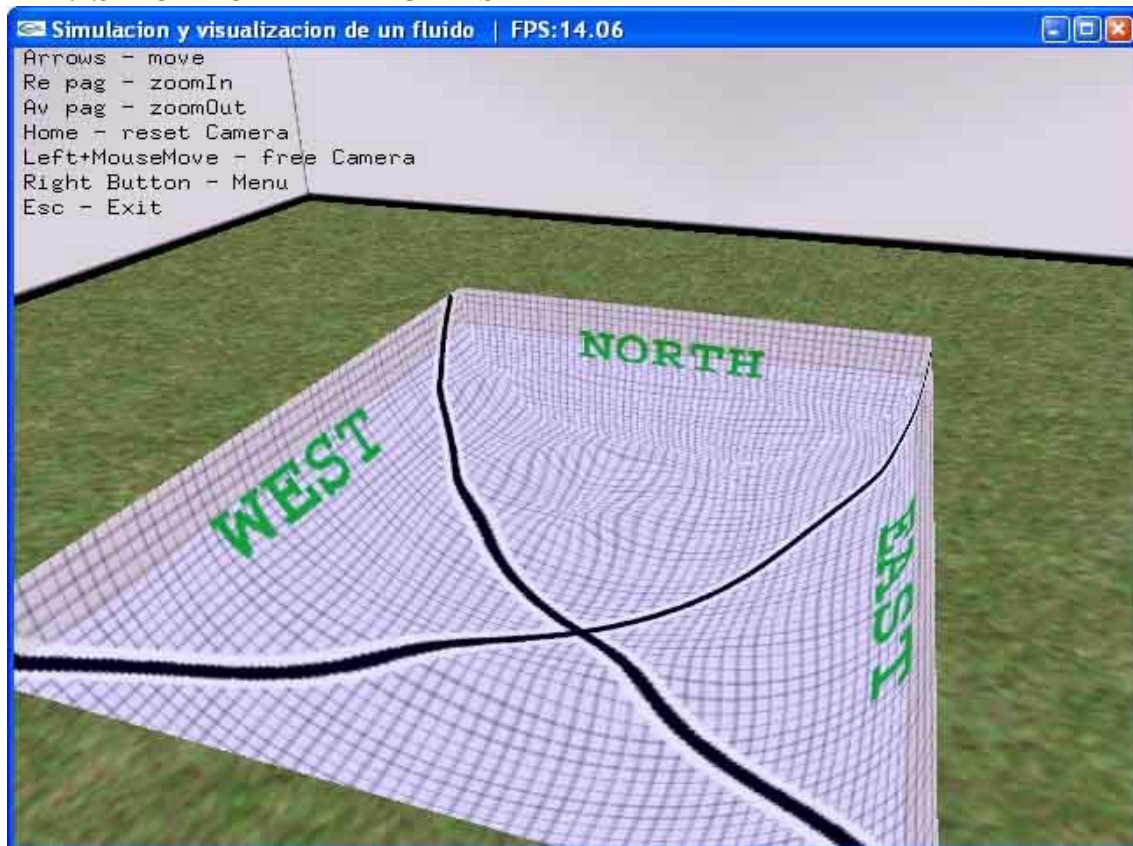 Simulacion y visualizacion de un fluido | FPS:14.06
Arrows - move
Re pag - zoomIn
Av pag - zoomOut
Home - reset Camera
Left+MouseMove - free Camera
Right Button - Menu
Esc - Exit
NORTH
WEST
EAST